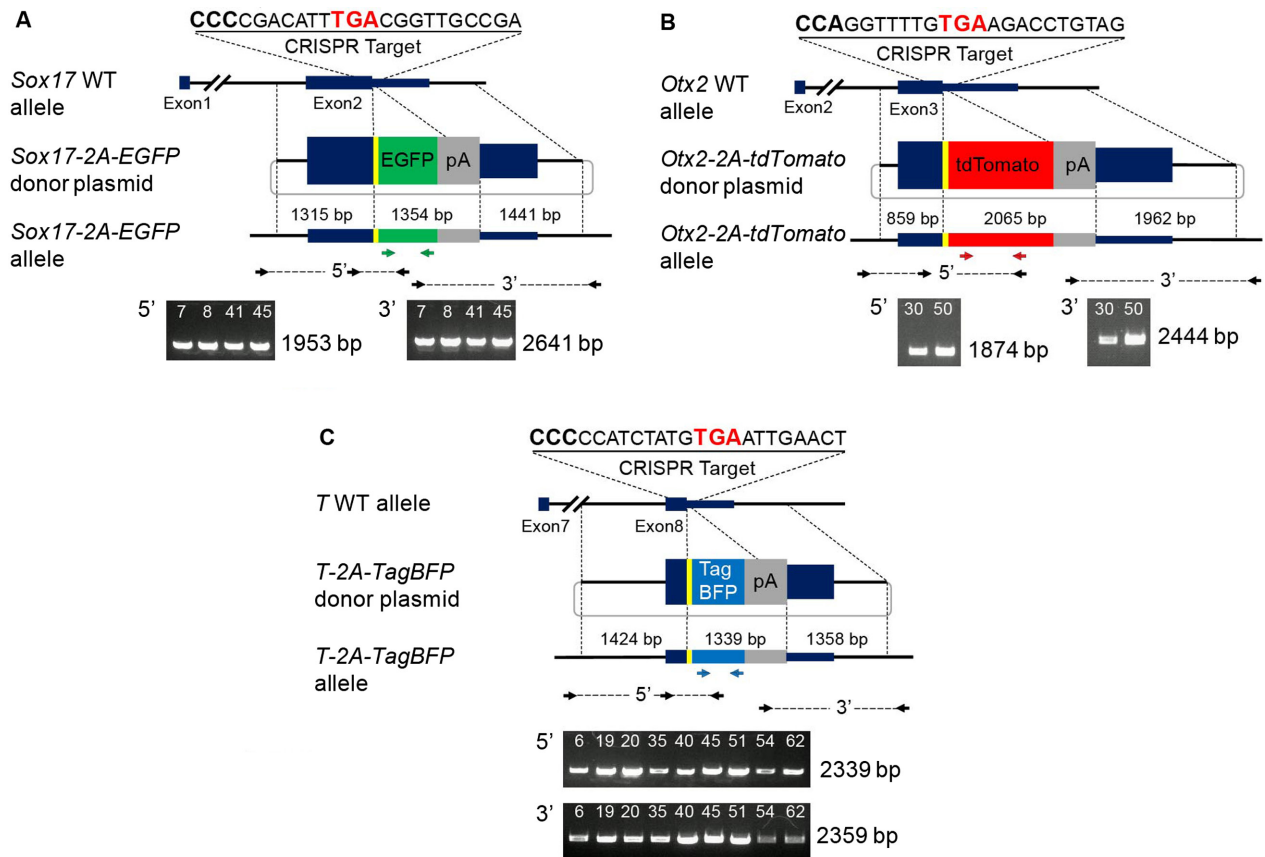 A
CCCCGACATTTGACGGTTGCCGA
CRISPR Target
Sox17 WT
allele
Exon1
Exon2
Sox17-2A-EGFP
donor plasmid
EGFP
pA
1315 bp
1354 bp
1441 bp
Sox17-2A-EGFP
allele
5’
3’
5’
7 8 41 45
1953 bp
3’
7 8 41 45
2641 bp
B
CCAGGTTTTGTGAAGACCTGTAG
CRISPR Target
Otx2 WT
allele
Exon2
Exon3
Otx2-2A-tdTomato
donor plasmid
tdTomato
pA
859 bp
2065 bp
1962 bp
Otx2-2A-tdTomato
allele
5’
3’
5’
30 50
1874 bp
3’
30 50
2444 bp
C
CCCCCATCTATGTGAATTGAACT
CRISPR Target
T WT allele
Exon7
Exon8
T-2A-TagBFP
donor plasmid
Tag
BFP
pA
1424 bp
1339 bp
1358 bp
T-2A-TagBFP
allele
5’
3’
5’
6 19 20 35 40 45 51 54 62
2339 bp
3’
6 19 20 35 40 45 51 54 62
2359 bp